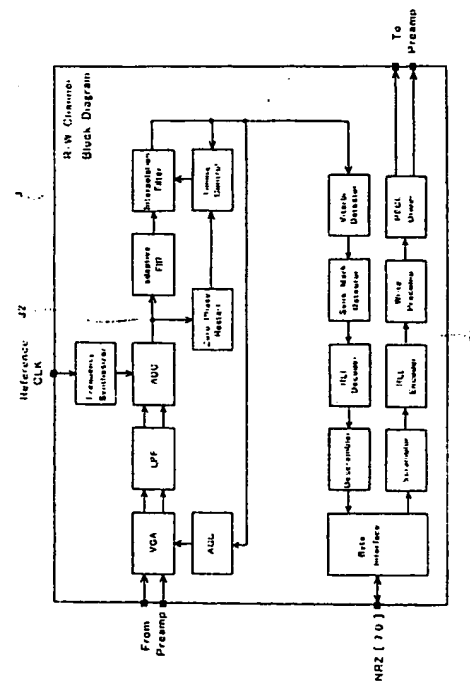 R-W Channel
Block Diagram
Reference
CLK
J2
Frequency
Synthesizer
From
Preamp
VGA
LPF
ADC
adaptive
FIR
Interpolation
Filter
AGC
Zero Phase
Restart
Timing
Control
NRZ [ 7 0 ]
Byte
Interface
Descrambler
RLL
Decoder
Sync Mark
Detector
Viterbi
Detector
Scrambler
RLL
Encoder
Write
Precomp
PECL
Driver
To
Preamp